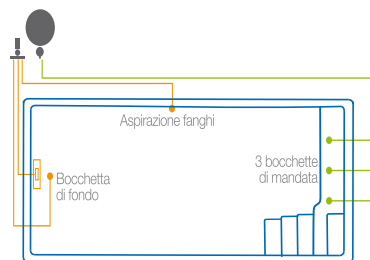 Aspirazione fanghi
3 bocchette
di mandata
Bocchetta
di fondo